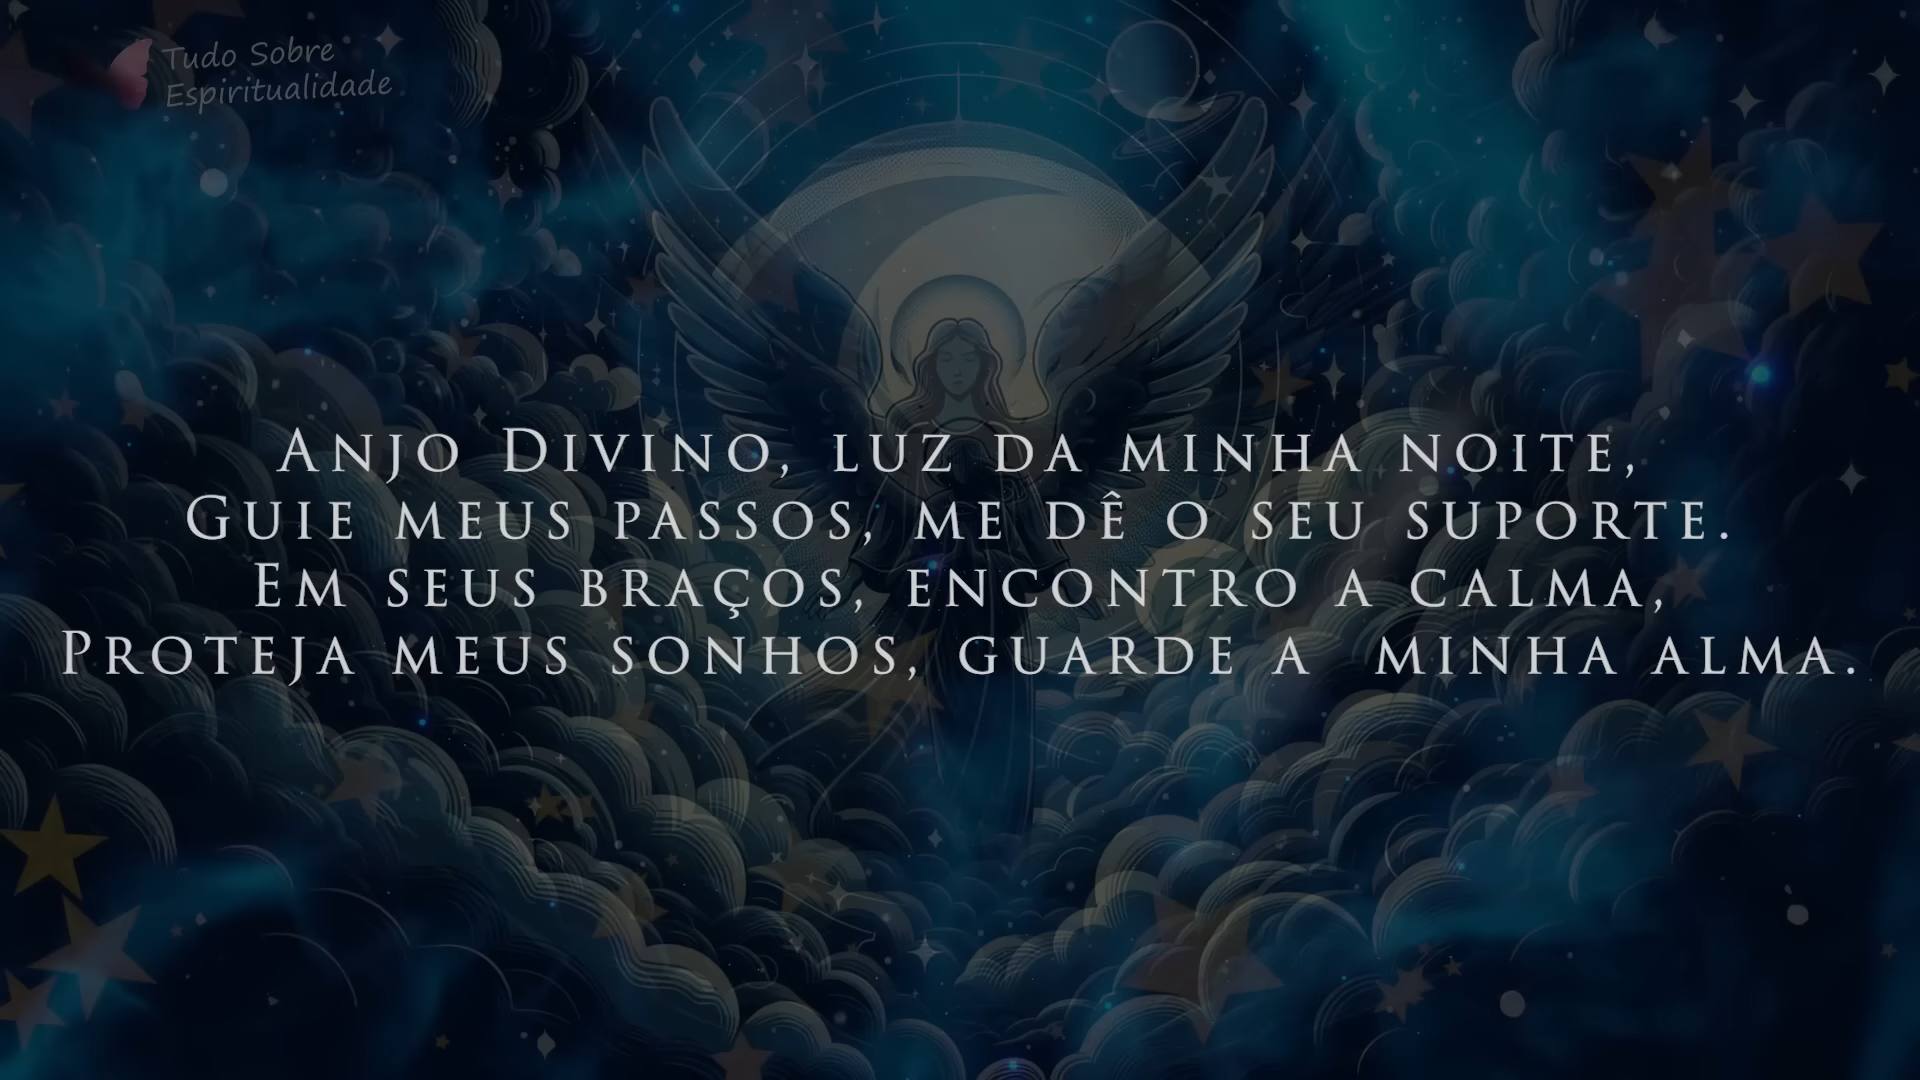 Tudo Sobre
Espiritualidade
Anjo Divino, luz da minha noite,
Guie meus passos, me dê o seu suporte.
Em seus braços, encontro a calma,
Proteja meus sonhos, guarde a  minha alma.